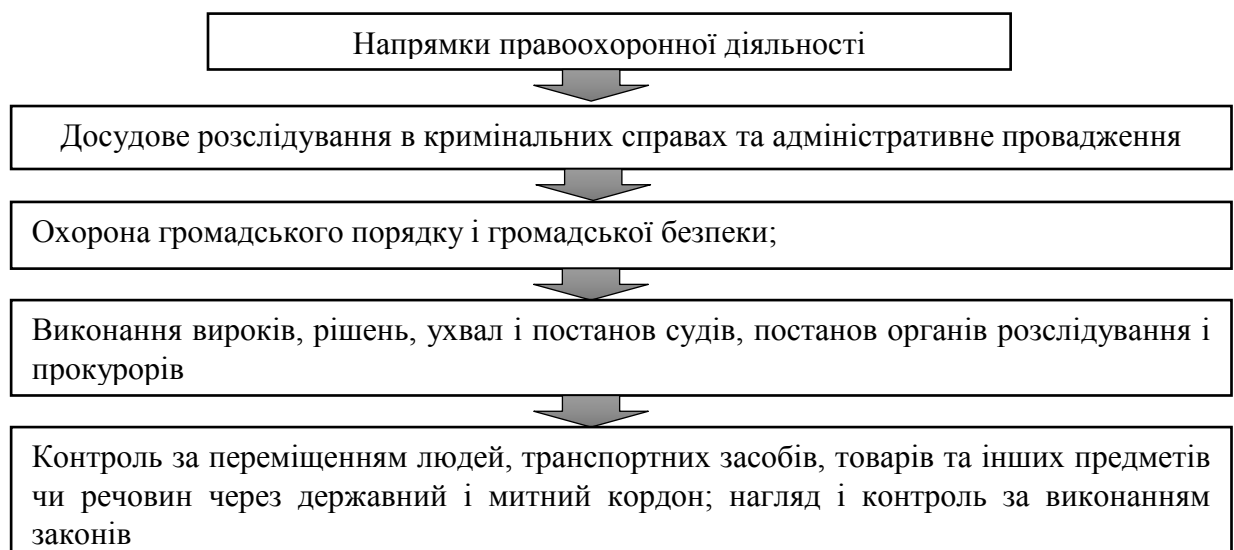 Напрямки правоохоронної діяльності
Досудове розслідування в кримінальних справах та адміністративне провадження
Охорона громадського порядку і громадської безпеки;
Виконання вироків, рішень, ухвал і постанов судів, постанов органів розслідування і
прокурорів
Контроль за переміщенням людей, транспортних засобів, товарів та інших предметів
чи речовин через державний і митний кордон; нагляд і контроль за виконанням
законів